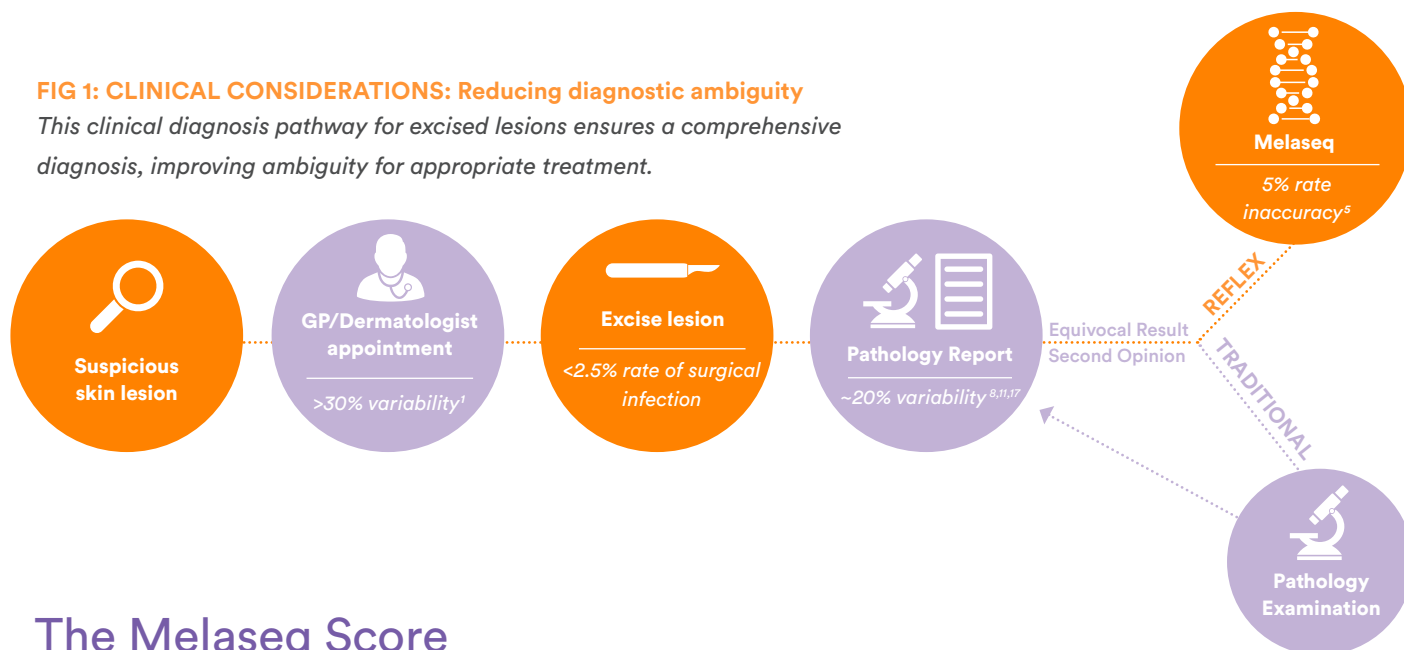 FIG 1: CLINICAL CONSIDERATIONS: Reducing diagnostic ambiguity
This clinical diagnosis pathway for excised lesions ensures a comprehensive
diagnosis, improving ambiguity for appropriate treatment.
Suspicious
skin lesion
GP/Dermatologist
appointment
>30% variability¹
Excise lesion
<2.5% rate of surgical
infection
Pathology Report
~20% variability⁸,¹¹,¹⁷
Equivocal Result
Second Opinion
REFLEX
Melaseq
5% rate
inaccuracy⁵
TRADITIONAL
Pathology
Examination
The Melaseq Score